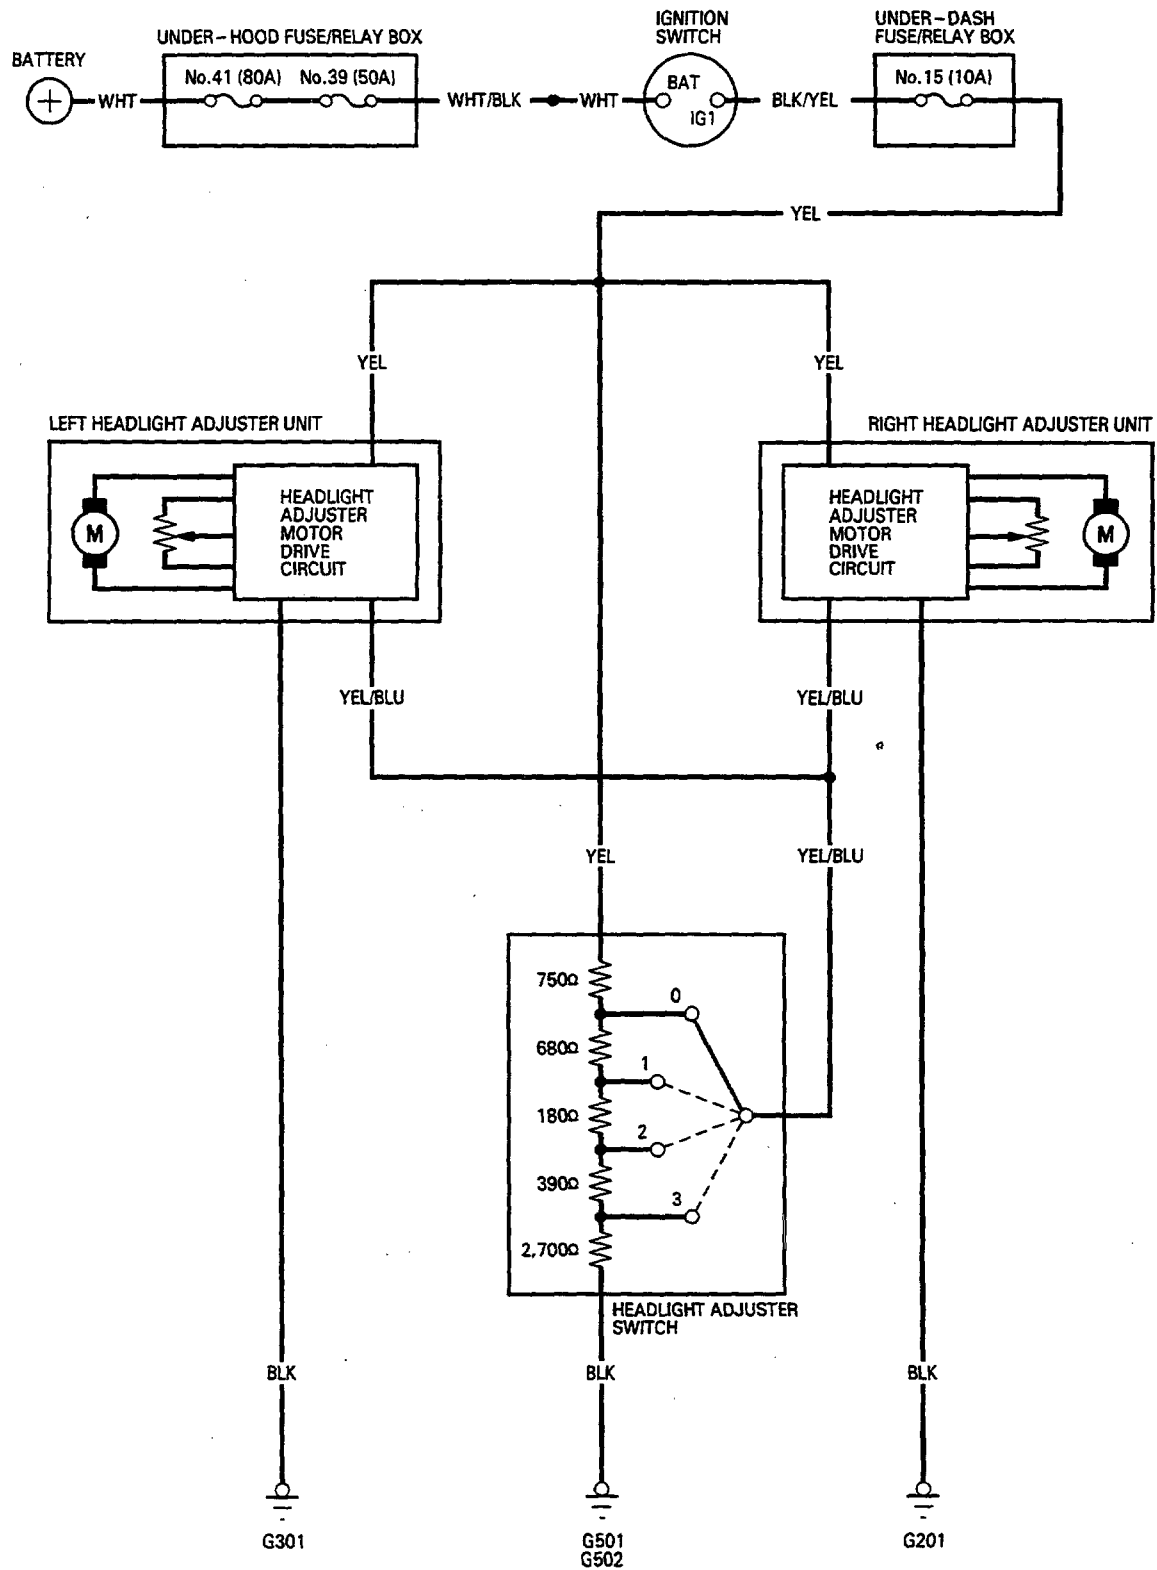 IGNITION
SWITCH
UNDER-DASH
FUSE/RELAY BOX
UNDER-HOOD FUSE/RELAY BOX
BATTERY
No.41 (80A)
No.39 (50A)
BAT
IG1
No.15 (10A)
+
WHT
WHT/BLK
WHT
BLK/YEL
YEL
YEL
YEL
LEFT HEADLIGHT ADJUSTER UNIT
RIGHT HEADLIGHT ADJUSTER UNIT
M
HEADLIGHT
ADJUSTER
MOTOR
DRIVE
CIRCUIT
HEADLIGHT
ADJUSTER
MOTOR
DRIVE
CIRCUIT
M
YEL/BLU
YEL/BLU
YEL
YEL/BLU
750Ω
0
680Ω
1
180Ω
2
390Ω
3
2,700Ω
HEADLIGHT ADJUSTER
SWITCH
BLK
BLK
BLK
G301
G501
G502
G201